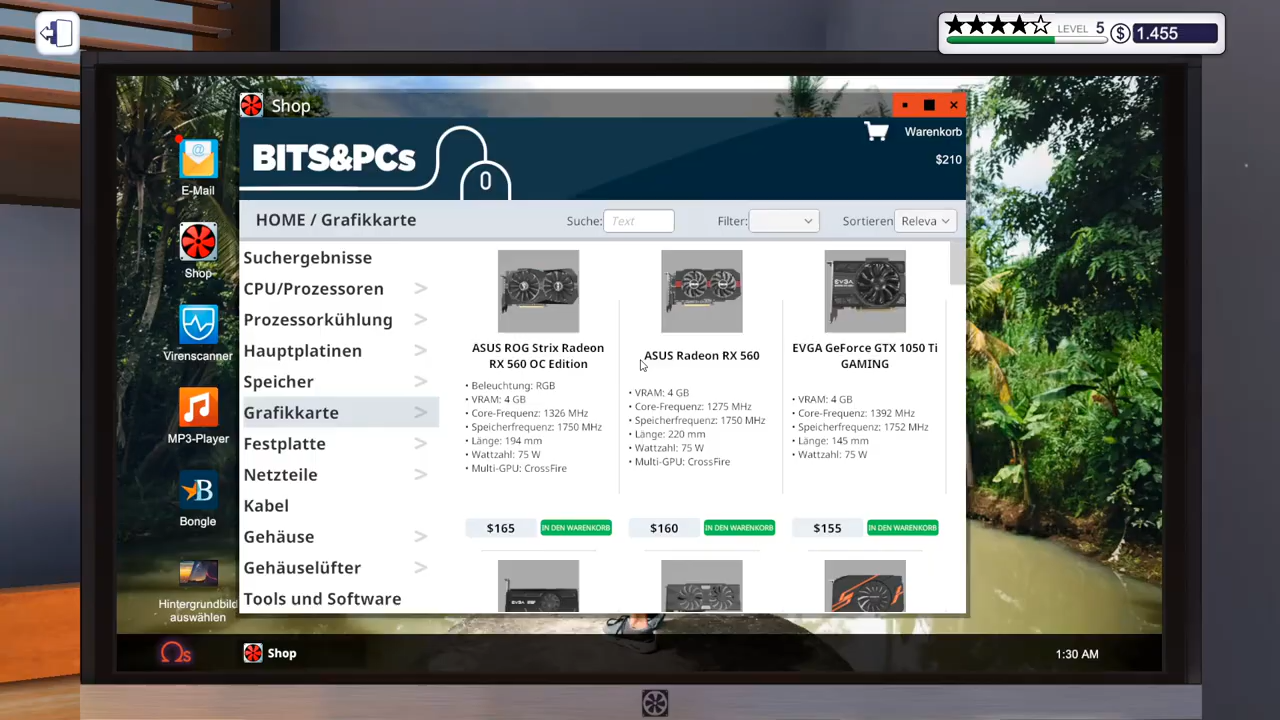 LEVEL 5
$ 1.455
Shop
BITS&PCs
Warenkorb
$210
HOME / Grafikkarte
Suche: Text
Filter:
Sortieren Releva
E-Mail
Shop
Virenscanner
MP3-Player
Bongle
Hintergrundbild
auswählen
Suchergebnisse
CPU/Prozessoren >
Prozessorkühlung >
Hauptplatinen >
Speicher >
Grafikkarte >
Festplatte >
Netzteile >
Kabel
Gehäuse >
Gehäuselüfter >
Tools und Software
ASUS ROG Strix Radeon
RX 560 OC Edition
• Beleuchtung: RGB
• VRAM: 4 GB
• Core-Frequenz: 1326 MHz
• Speicherfrequenz: 1750 MHz
• Länge: 194 mm
• Wattzahl: 75 W
• Multi-GPU: CrossFire
$165
IN DEN WARENKORB
ASUS Radeon RX 560
• VRAM: 4 GB
• Core-Frequenz: 1275 MHz
• Speicherfrequenz: 1750 MHz
• Länge: 220 mm
• Wattzahl: 75 W
• Multi-GPU: CrossFire
$160
IN DEN WARENKORB
EVGA
EVGA GeForce GTX 1050 Ti
GAMING
• VRAM: 4 GB
• Core-Frequenz: 1392 MHz
• Speicherfrequenz: 1752 MHz
• Länge: 145 mm
• Wattzahl: 75 W
$155
IN DEN WARENKORB
Ωs
Shop
1:30 AM